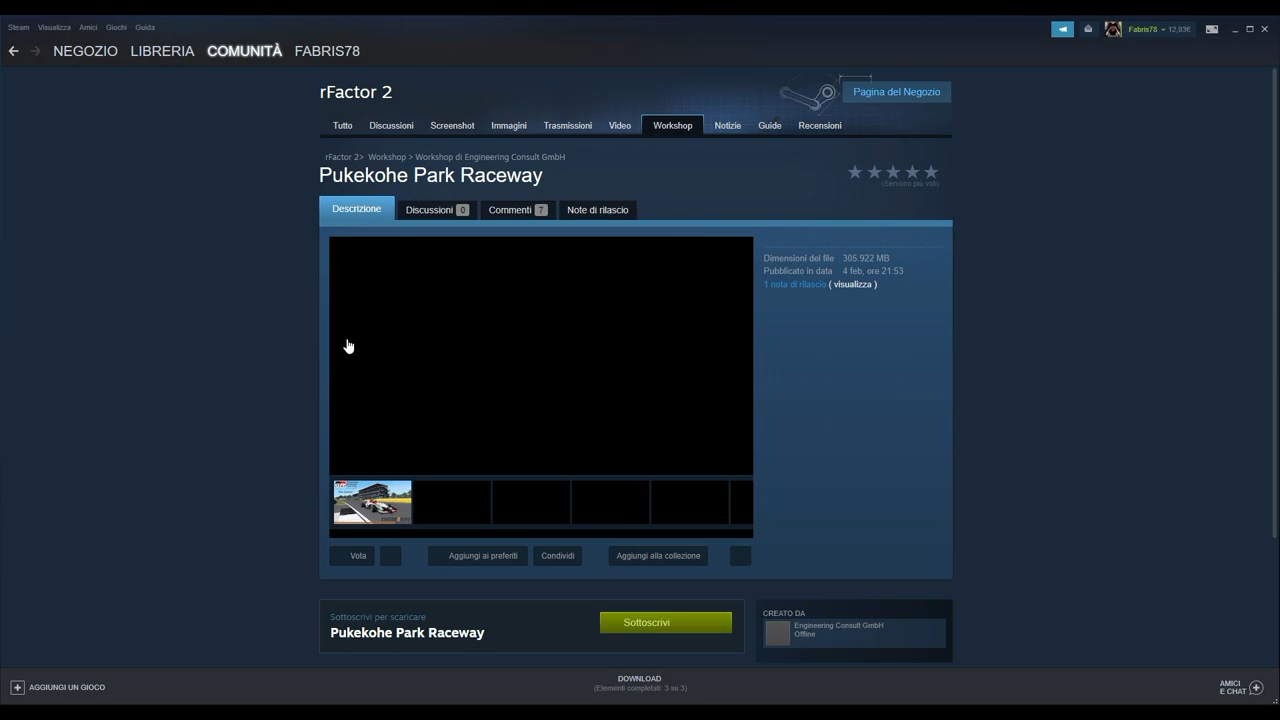 Steam Visualizza Amici Giochi Guida
Fabris78 12,03€
NEGOZIO LIBRERIA COMUNITÀ FABRIS78
rFactor 2
Pagina del Negozio
Tutto Discussioni Screenshot Immagini Trasmissioni Video Workshop Notizie Guide Recensioni
rFactor 2> Workshop > Workshop di Engineering Consult GmbH
Pukekohe Park Raceway
(Servono più voti)
Descrizione Discussioni 0 Commenti 7 Note di rilascio
Dimensioni del file 305.922 MB
Pubblicato in data 4 feb, ore 21:53
1 nota di rilascio ( visualizza )
Vota Aggiungi ai preferiti Condividi Aggiungi alla collezione
Sottoscrivi per scaricare
Pukekohe Park Raceway
Sottoscrivi
CREATO DA
Engineering Consult GmbH
Offline
AGGIUNGI UN GIOCO
DOWNLOAD
(Elementi completati: 3 su 3)
AMICI
E CHAT